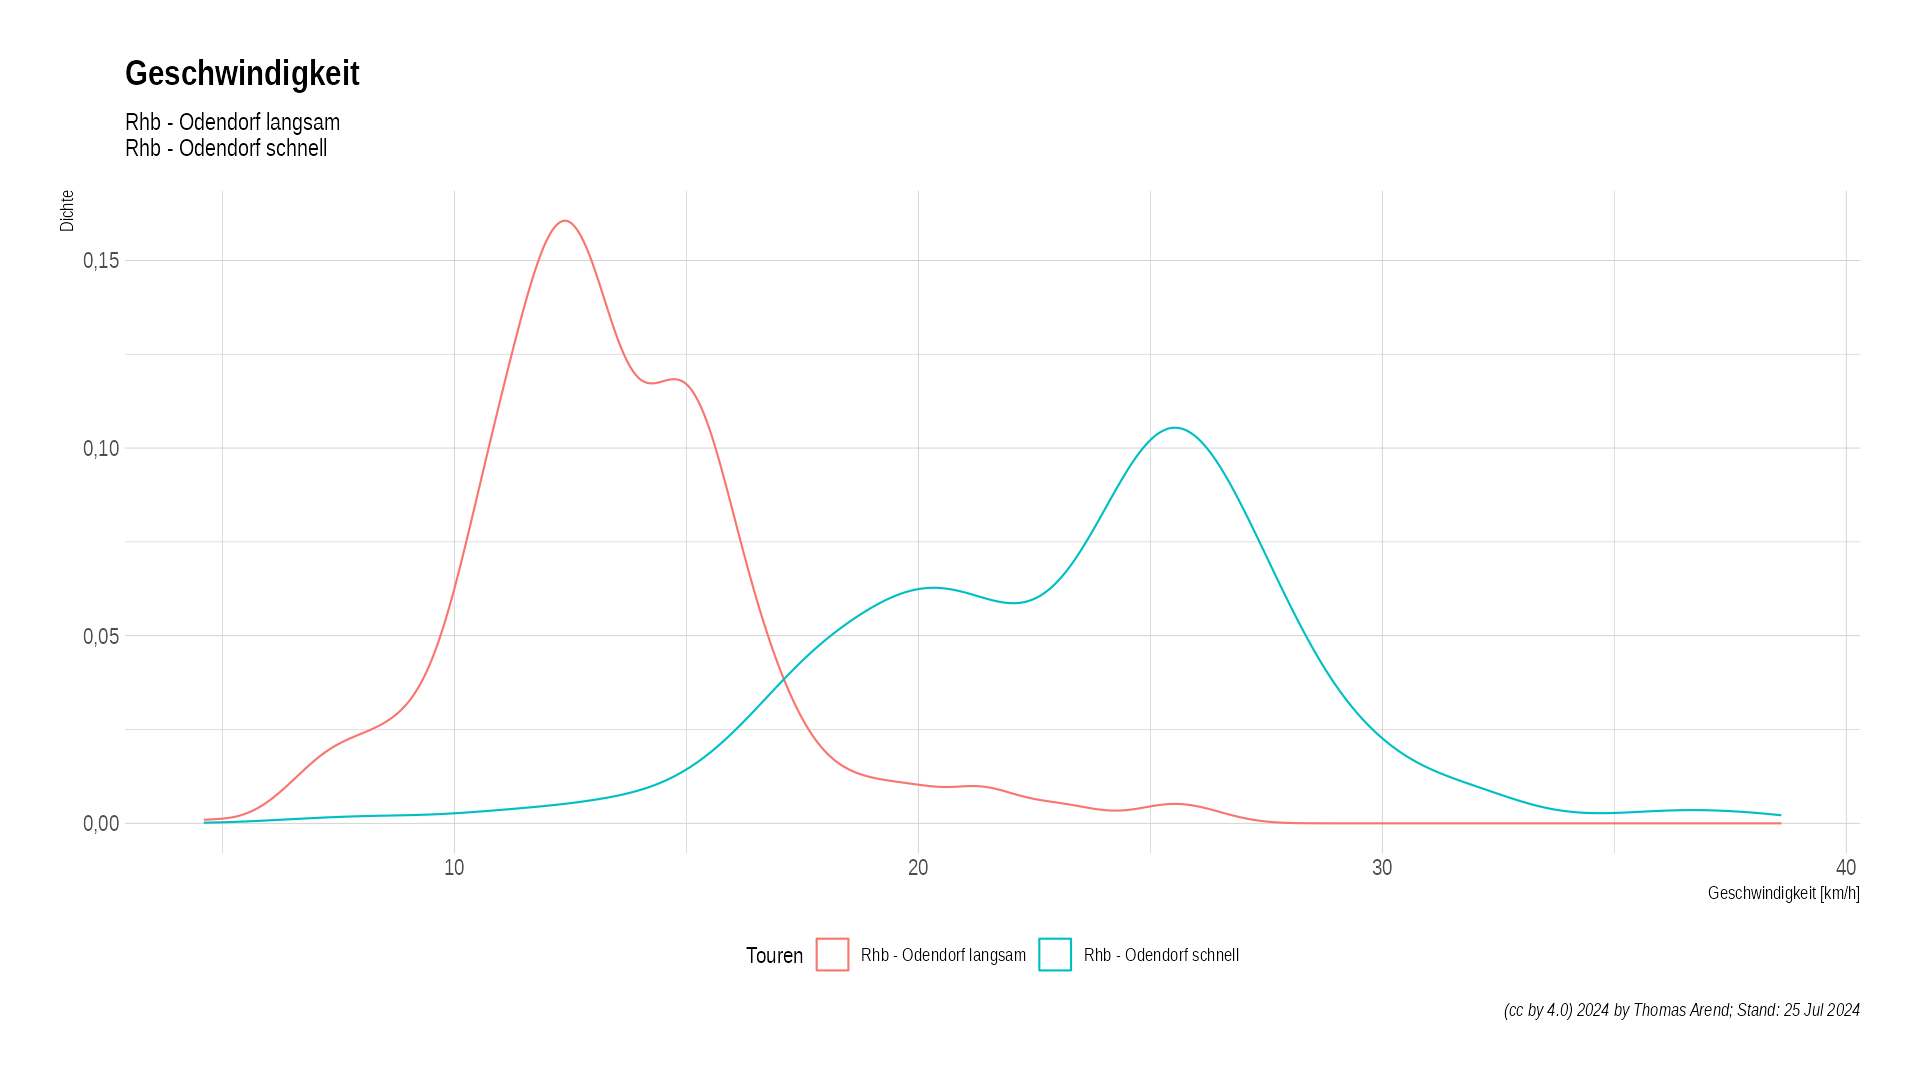 Geschwindigkeit
Rhb - Odendorf langsam
Rhb - Odendorf schnell
Dichte
0,15
0,10
0,05
0,00
10 20 30 40
Geschwindigkeit [km/h]
Touren Rhb - Odendorf langsam Rhb - Odendorf schnell
(cc by 4.0) 2024 by Thomas Arend; Stand: 25 Jul 2024